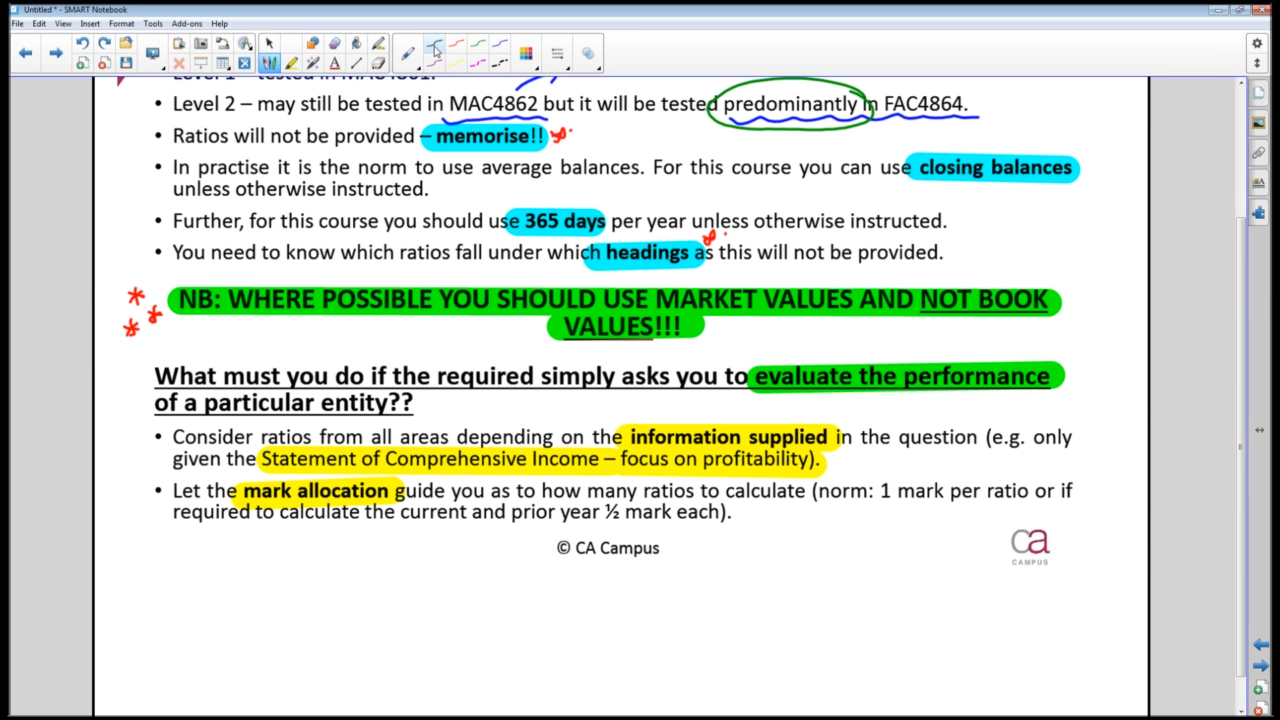 Untitled * - SMART Notebook
File Edit View Insert Format Tools Add-ons Help
• Level 2 – may still be tested in MAC4862 but it will be tested predominantly in FAC4864.
• Ratios will not be provided – memorise!!
• In practise it is the norm to use average balances. For this course you can use closing balances
unless otherwise instructed.
• Further, for this course you should use 365 days per year unless otherwise instructed.
• You need to know which ratios fall under which headings as this will not be provided.
NB: WHERE POSSIBLE YOU SHOULD USE MARKET VALUES AND NOT BOOK
VALUES!!!
What must you do if the required simply asks you to evaluate the performance
of a particular entity??
• Consider ratios from all areas depending on the information supplied in the question (e.g. only
given the Statement of Comprehensive Income – focus on profitability).
• Let the mark allocation guide you as to how many ratios to calculate (norm: 1 mark per ratio or if
required to calculate the current and prior year ½ mark each).
© CA Campus
ca
CAMPUS